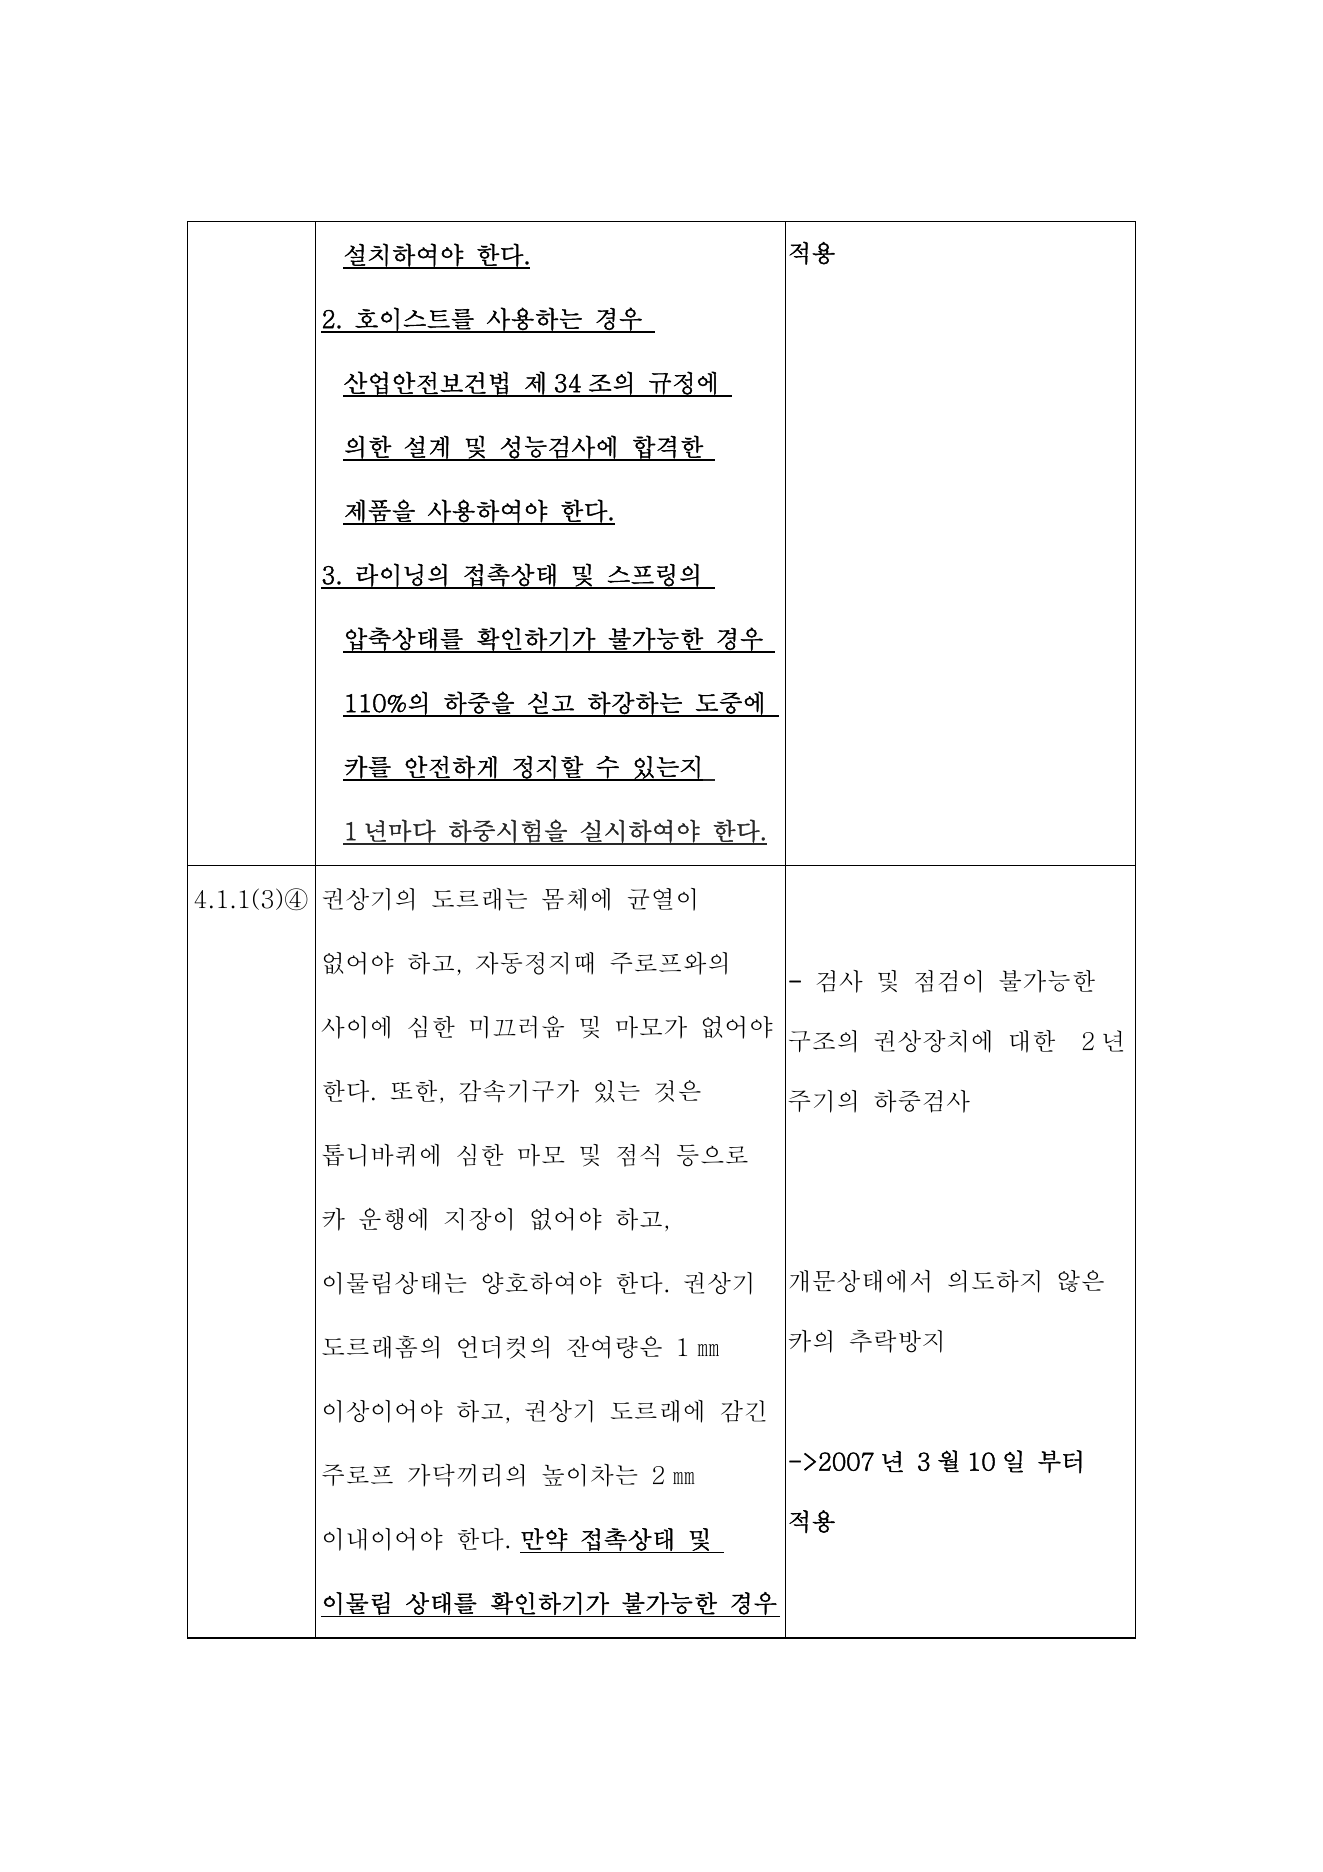 설치하여야 한다.
2. 호이스트를 사용하는 경우
산업안전보건법 제34조의 규정에
의한 설계 및 성능검사에 합격한
제품을 사용하여야 한다.
3. 라이닝의 접촉상태 및 스프링의
압축상태를 확인하기가 불가능한 경우
110%의 하중을 싣고 하강하는 도중에
카를 안전하게 정지할 수 있는지
1년마다 하중시험을 실시하여야 한다.
적용
4.1.1(3)④
권상기의 도르래는 몸체에 균열이
없어야 하고, 자동정지때 주로프와의
사이에 심한 미끄러움 및 마모가 없어야
한다. 또한, 감속기구가 있는 것은
톱니바퀴에 심한 마모 및 점식 등으로
카 운행에 지장이 없어야 하고,
이물림상태는 양호하여야 한다. 권상기
도르래홈의 언더컷의 잔여량은 1㎜
이상이어야 하고, 권상기 도르래에 감긴
주로프 가닥끼리의 높이차는 2㎜
이내이어야 한다. 만약 접촉상태 및
이물림 상태를 확인하기가 불가능한 경우
- 검사 및 점검이 불가능한
구조의 권상장치에 대한 2년
주기의 하중검사
개문상태에서 의도하지 않은
카의 추락방지
->2007년 3월10일 부터
적용